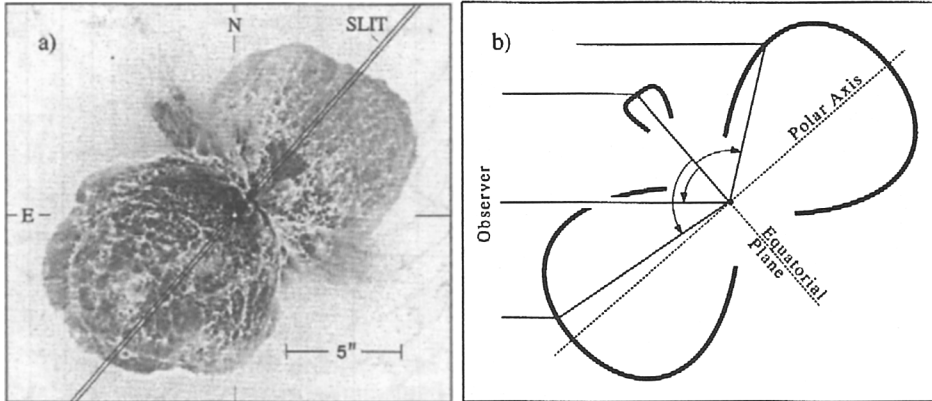 a)
N
SLIT
E
5"
b)
Observer
Polar Axis
Equatorial
Plane